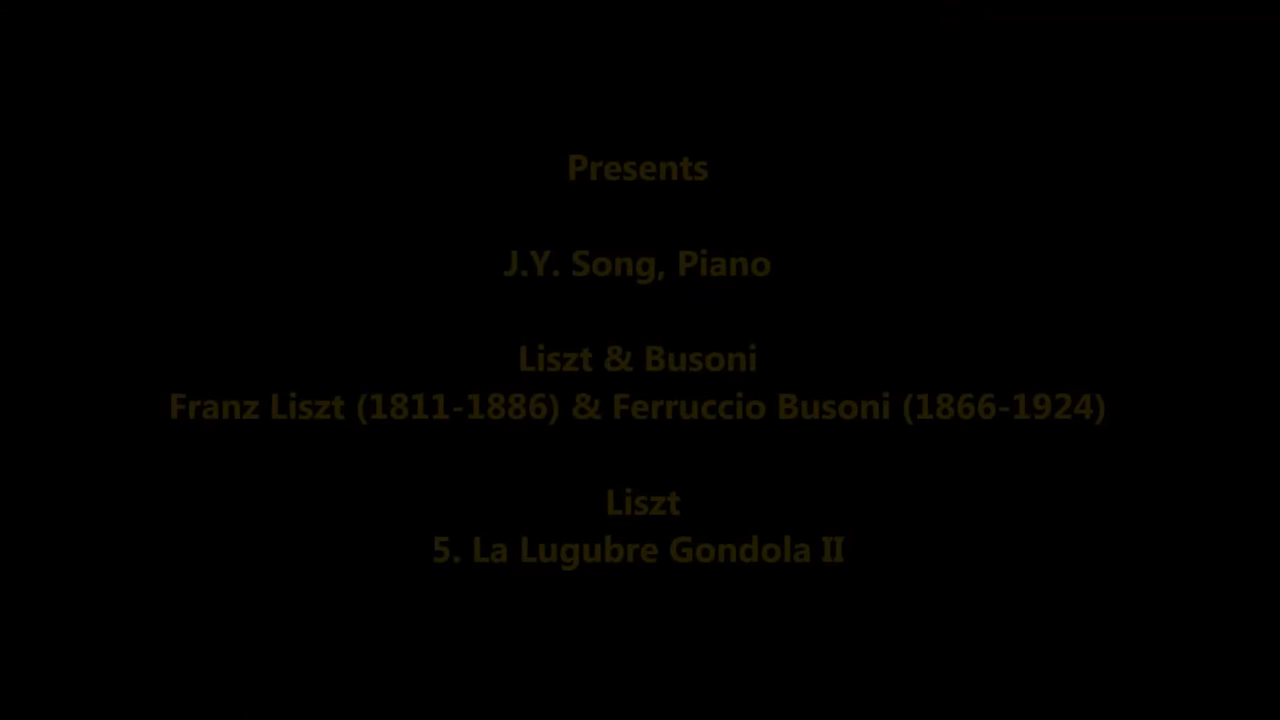 Presents
J.Y. Song, Piano
Liszt & Busoni
Franz Liszt (1811-1886) & Ferruccio Busoni (1866-1924)
Liszt
5. La Lugubre Gondola II